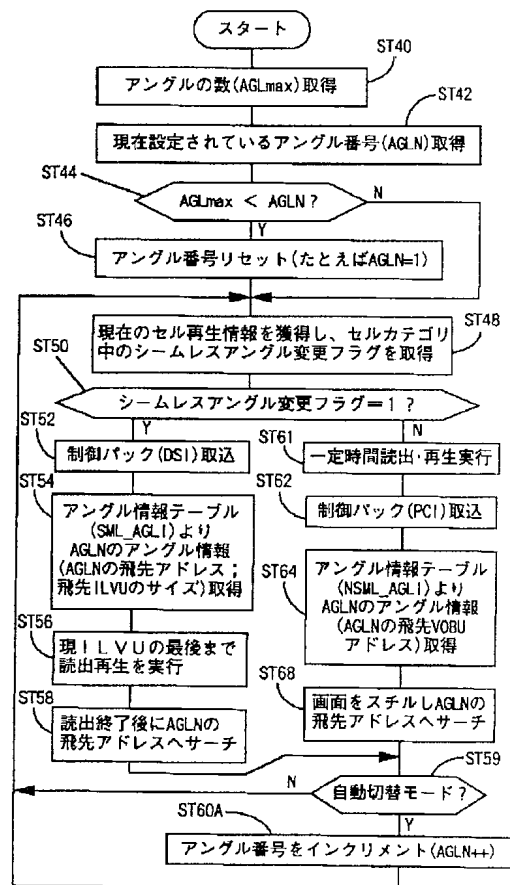 スタート
ST40
アングルの数(AGLmax)取得
ST42
現在設定されているアングル番号(AGLN)取得
ST44
AGLmax < AGLN?
N
Y
ST46
アングル番号リセット(たとえばAGLN=1)
現在のセル再生情報を獲得し、セルカテゴリ
中のシームレスアングル変更フラグを取得
ST48
ST50
シームレスアングル変更フラグ=1?
Y
N
ST52
制御パック(DSI)取込
ST54
アングル情報テーブル
(SML_AGLI)より
AGLNのアングル情報
(AGLNの飛先アドレス;
飛先ILVUのサイズ)取得
ST56
現ILVUの最後まで
読出再生を実行
ST58
読出終了後にAGLNの
飛先アドレスへサーチ
ST61
一定時間読出・再生実行
ST62
制御パック(PCI)取込
ST64
アングル情報テーブル
(NSML_AGLI)より
AGLNのアングル情報
(AGLNの飛先VOBU
アドレス)取得
ST68
画面をスチルしAGLNの
飛先アドレスへサーチ
ST59
自動切替モード?
N
Y
ST60A
アングル番号をインクリメント(AGLN++)